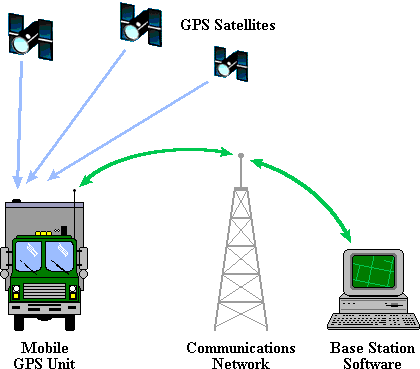 GPS Satellites
Mobile
GPS Unit
Communications
Network
Base Station
Software